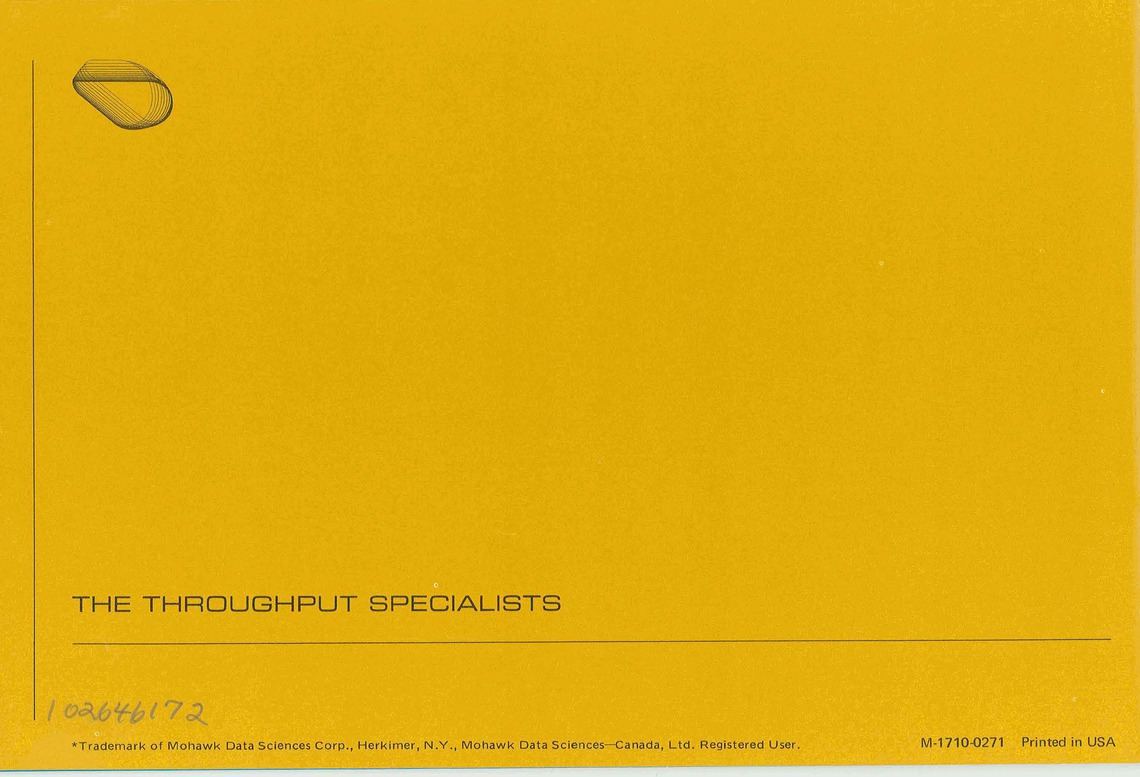 THE THROUGHPUT SPECIALISTS
102646172
*Trademark of Mohawk Data Sciences Corp., Herkimer, N.Y., Mohawk Data Sciences—Canada, Ltd. Registered User.
M-1710-0271 Printed in USA